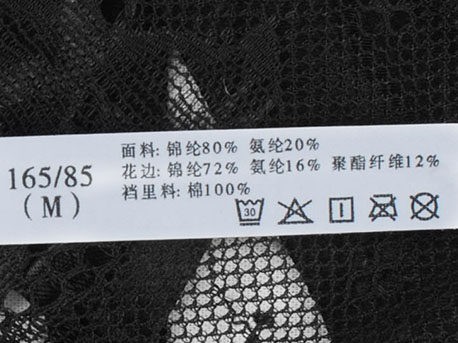 165/85
(M)
面料: 锦纶80% 氨纶20%
花边: 锦纶72% 氨纶16% 聚酯纤维12%
裆里料: 棉100%
30